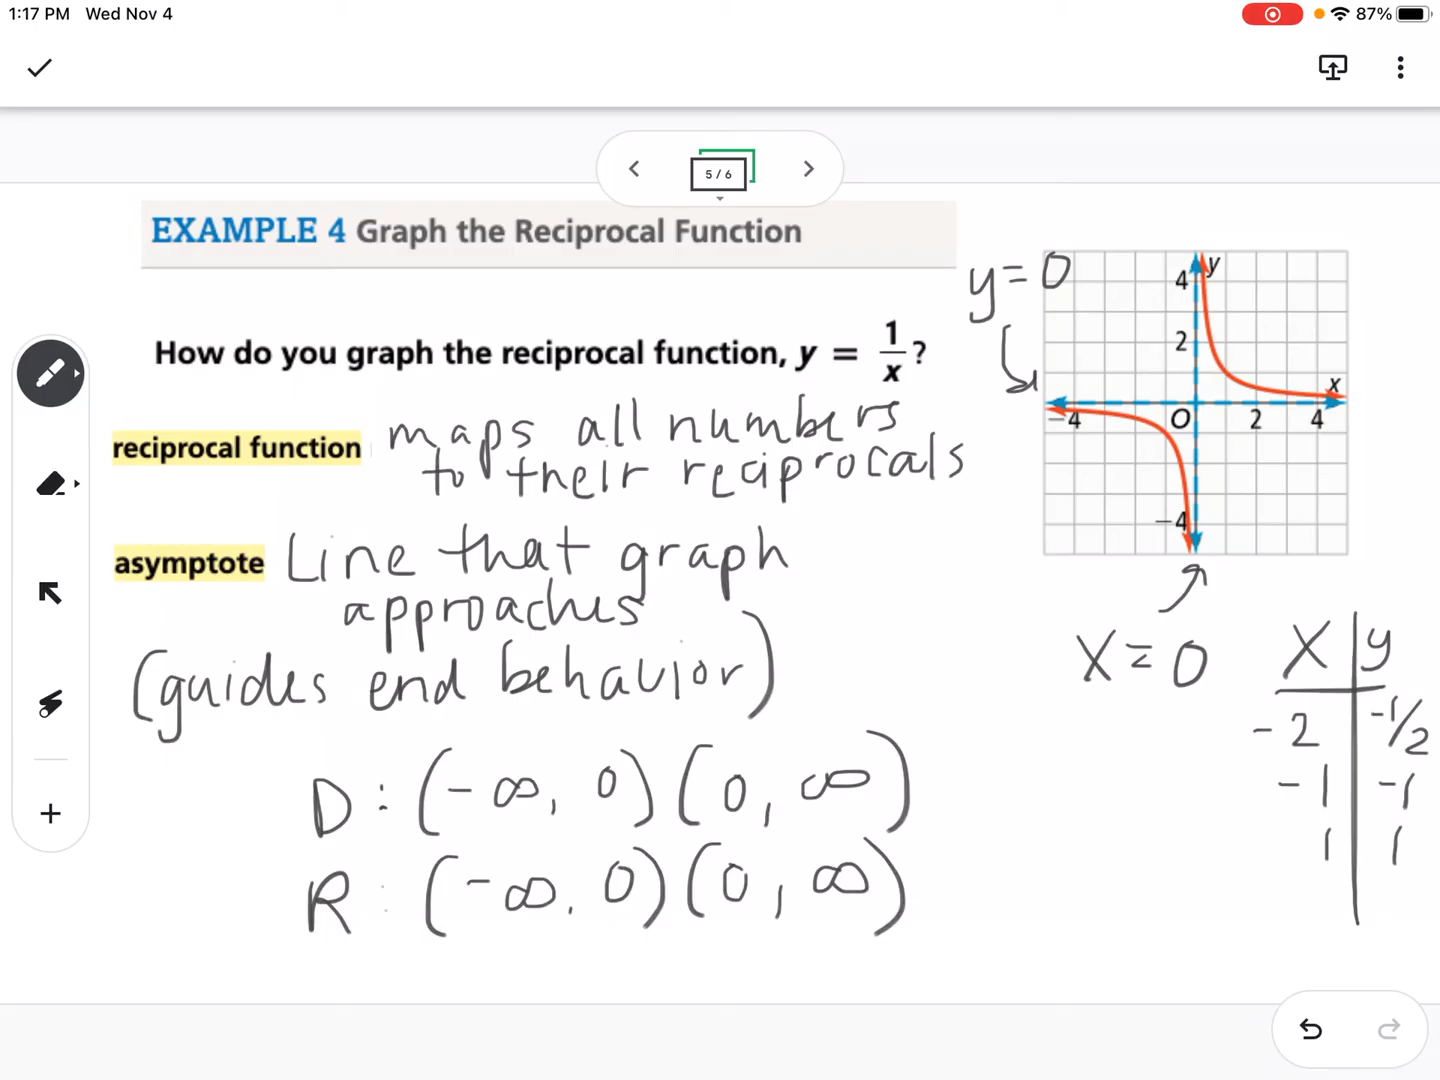 1:17 PM Wed Nov 4
87%
5 / 6
EXAMPLE 4 Graph the Reciprocal Function
How do you graph the reciprocal function, y = 1/x?
reciprocal function maps all numbers
to their reciprocals
asymptote Line that graph
approaches
(guides end behavior)
D: (-∞, 0) (0, ∞)
R: (-∞, 0) (0, ∞)
y=0
y
4
2
x
-4 O 2 4
-4
x=0
x | y
-2 | -1/2
-1 | -1
1 | 1